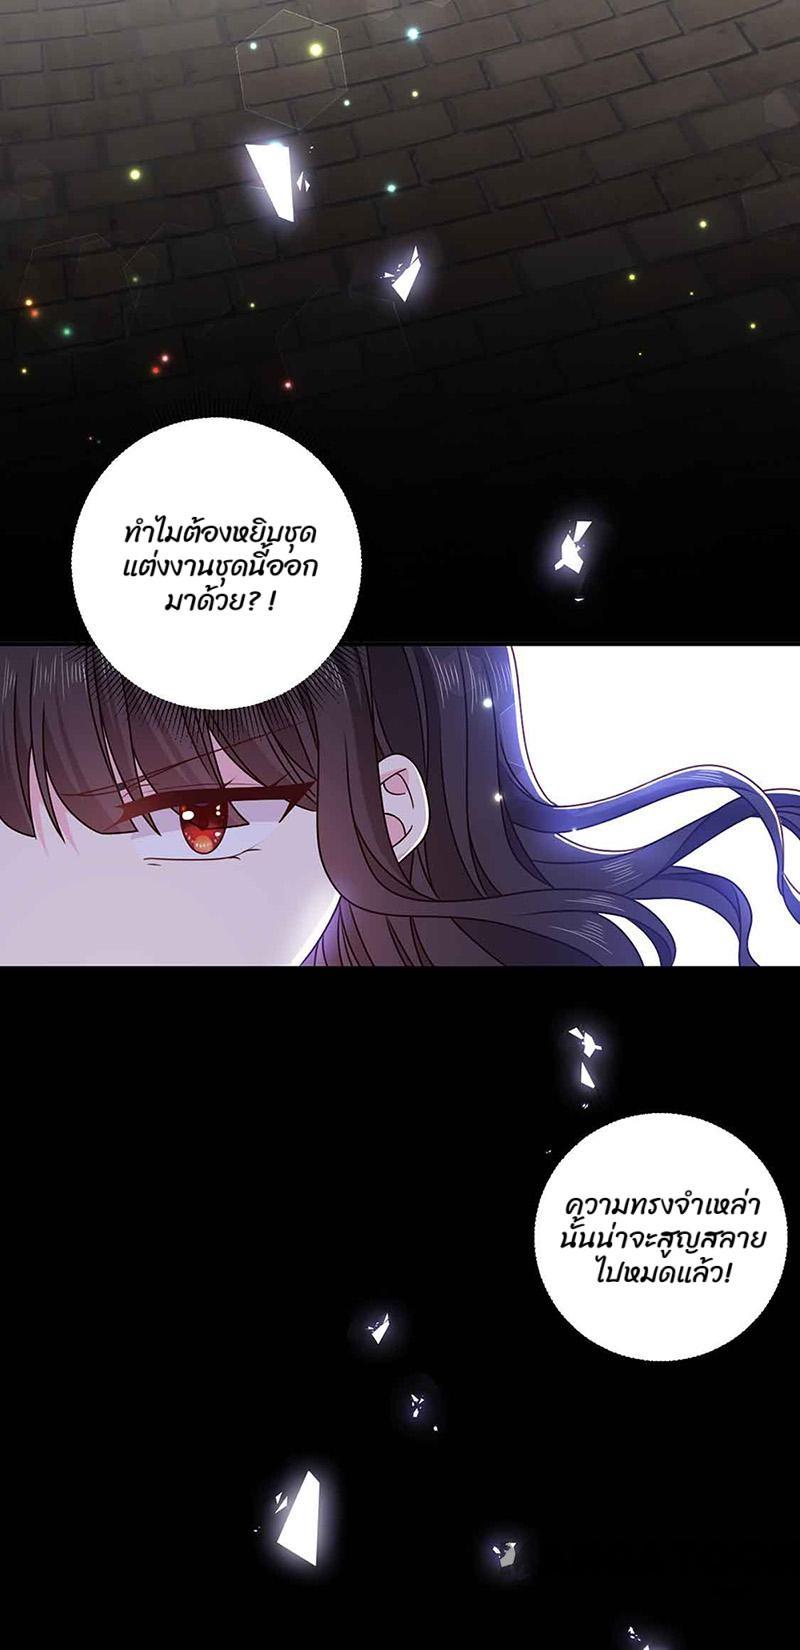 ทำไมต้องหยิบชุด
แต่งงานชุดนี้ออก
มาด้วย?!
ความทรงจำเหล่า
นั้นน่าจะสูญสลาย
ไปหมดแล้ว!